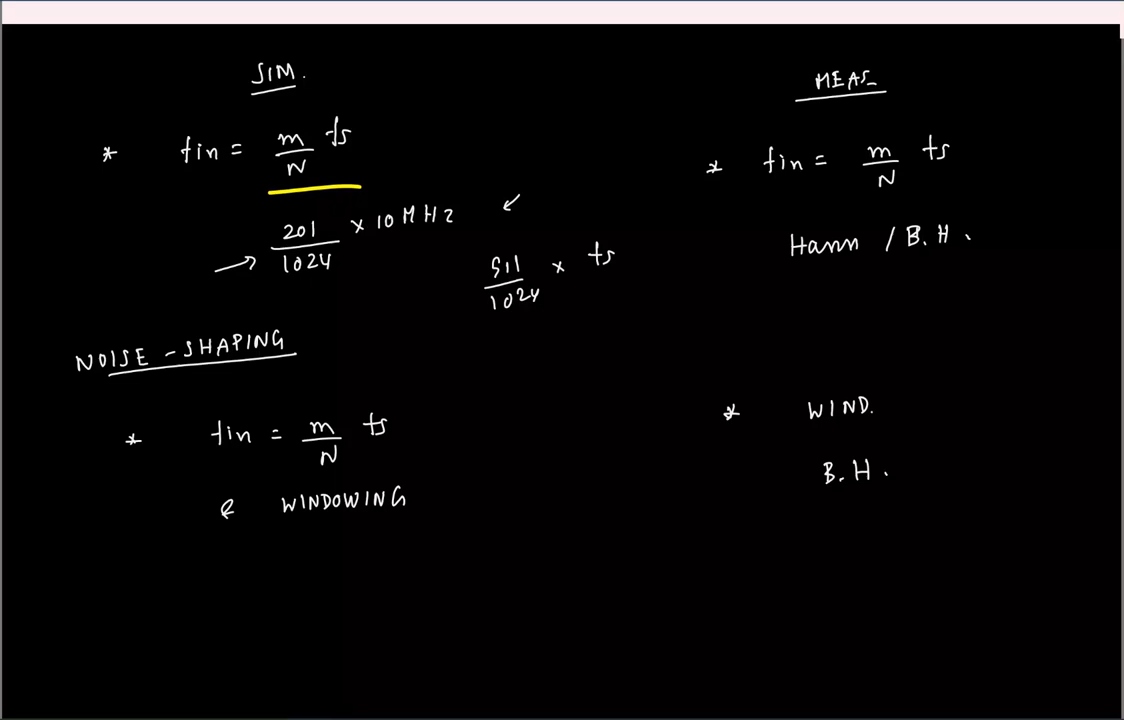 SIM.
* fin = m/N fs
201/1024 × 10 MHz
511/1024 × fs
MEAS.
* fin = m/N fs
Hann / B.H.
NOISE-SHAPING
* fin = m/N fs
& WINDOWING
* WIND.
B.H.